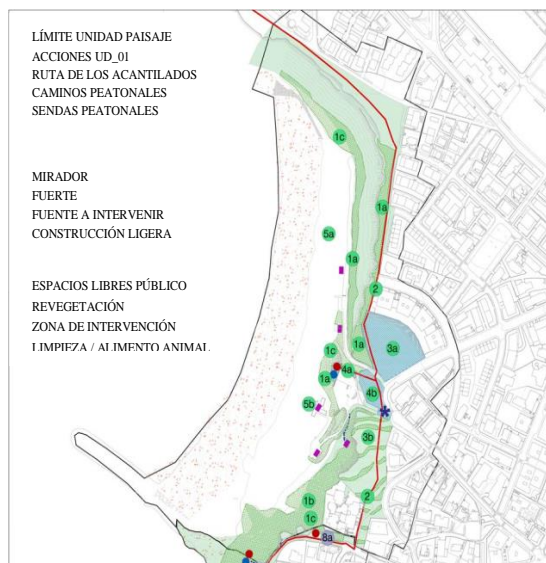 LÍMITE UNIDAD PAISAJE
ACCIONES UD_01
RUTA DE LOS ACANTILADOS
CAMINOS PEATONALES
SENDAS PEATONALES
MIRADOR
FUERTE
FUENTE A INTERVENIR
CONSTRUCCIÓN LIGERA
ESPACIOS LIBRES PÚBLICO
REVEGETACIÓN
ZONA DE INTERVENCIÓN
LIMPIEZA / ALIMENTO ANIMAL
1c
1a
5a
1a
2
1a
3a
1c
4a
1a
4b
5b
3b
2
1b
1c
8a